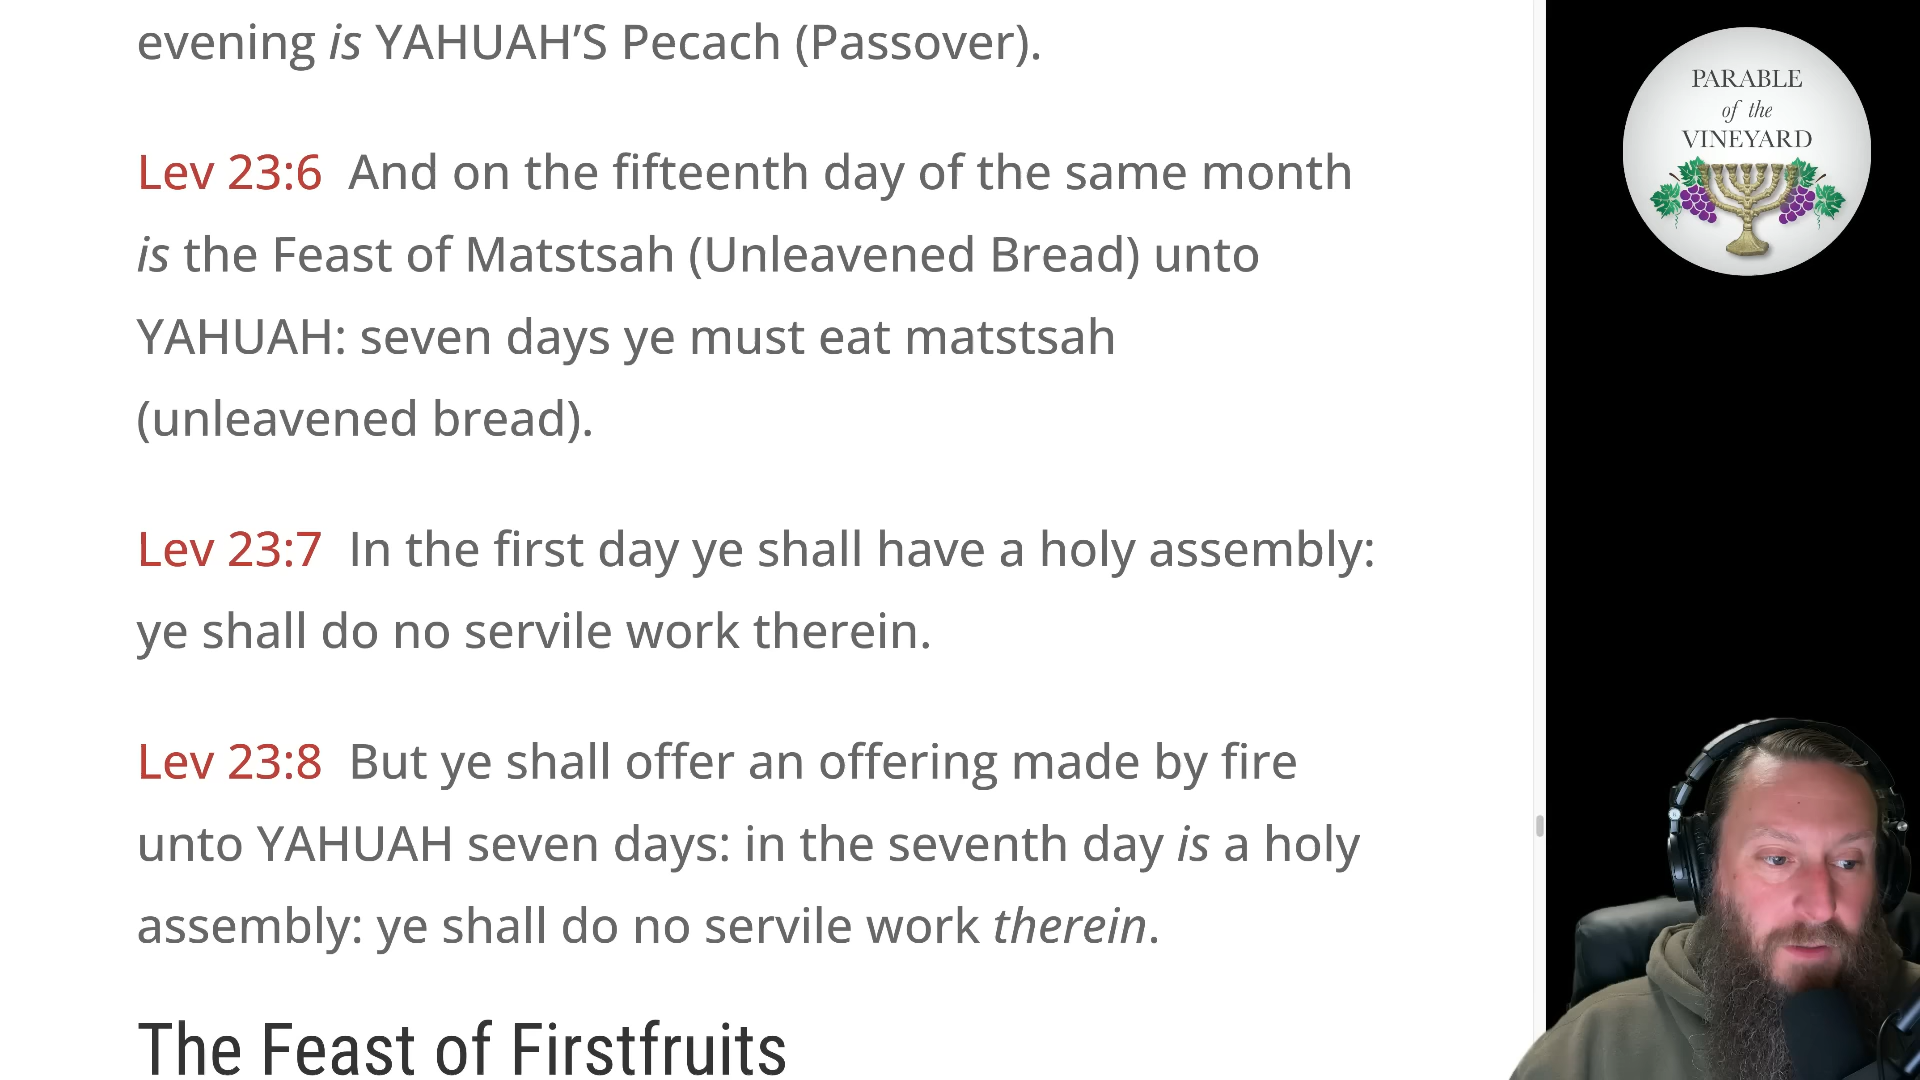 evening is YAHUAH’S Pecach (Passover).
Lev 23:6 And on the fifteenth day of the same month
is the Feast of Matstsah (Unleavened Bread) unto
YAHUAH: seven days ye must eat matstsah
(unleavened bread).
Lev 23:7 In the first day ye shall have a holy assembly:
ye shall do no servile work therein.
Lev 23:8 But ye shall offer an offering made by fire
unto YAHUAH seven days: in the seventh day is a holy
assembly: ye shall do no servile work therein.
The Feast of Firstfruits
PARABLE
of the
VINEYARD